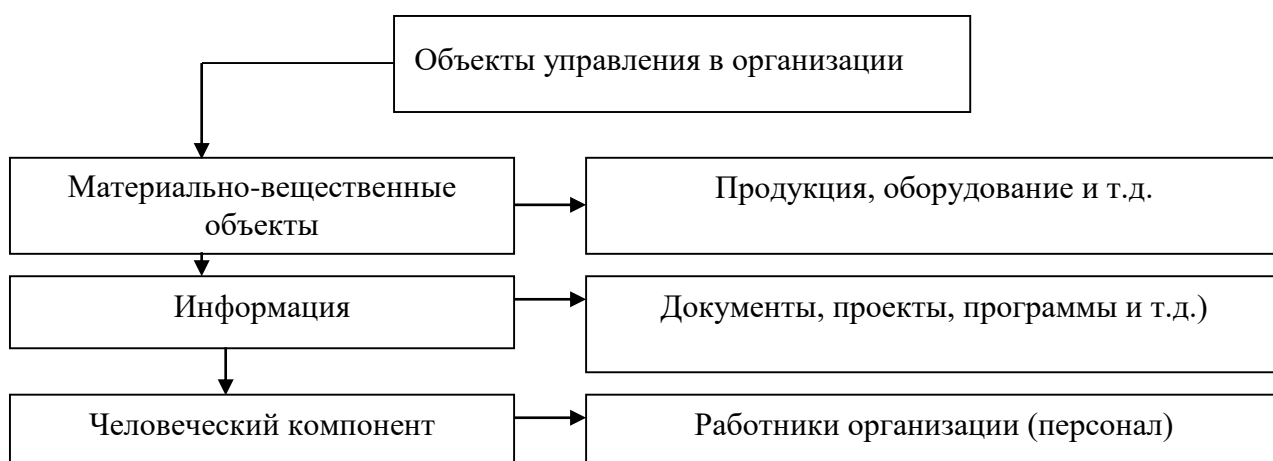 Объекты управления в организации
Материально-вещественные
объекты
Продукция, оборудование и т.д.
Информация
Документы, проекты, программы и т.д.)
Человеческий компонент
Работники организации (персонал)